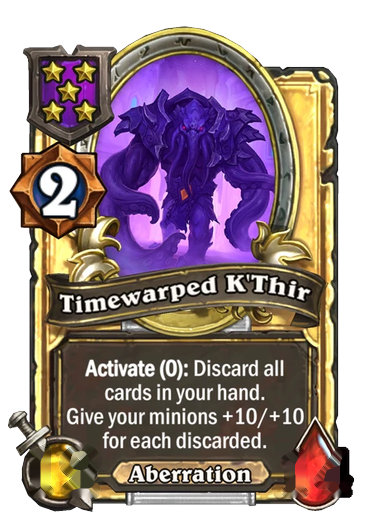 2
Timewarped K'Thir
Activate (0): Discard all
cards in your hand.
Give your minions +10/+10
for each discarded.
Aberration